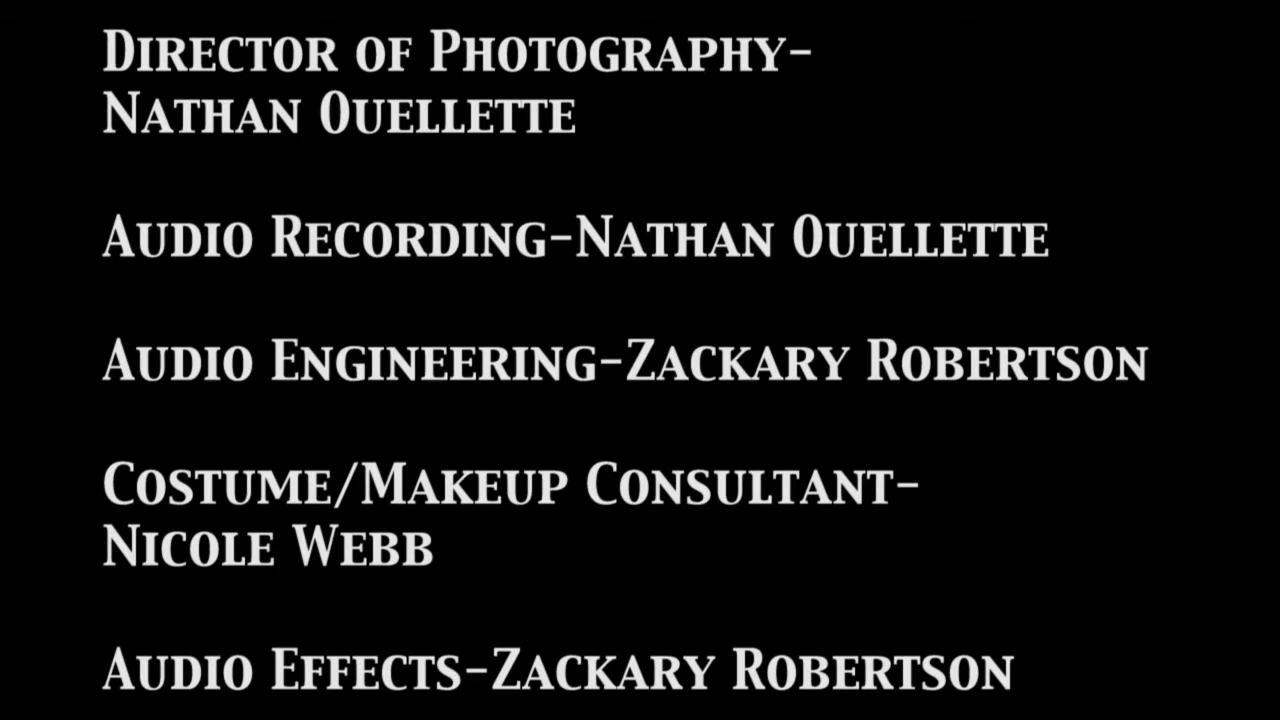 Director of Photography-
Nathan Ouellette
Audio Recording-Nathan Ouellette
Audio Engineering-Zackary Robertson
Costume/Makeup Consultant-
Nicole Webb
Audio Effects-Zackary Robertson